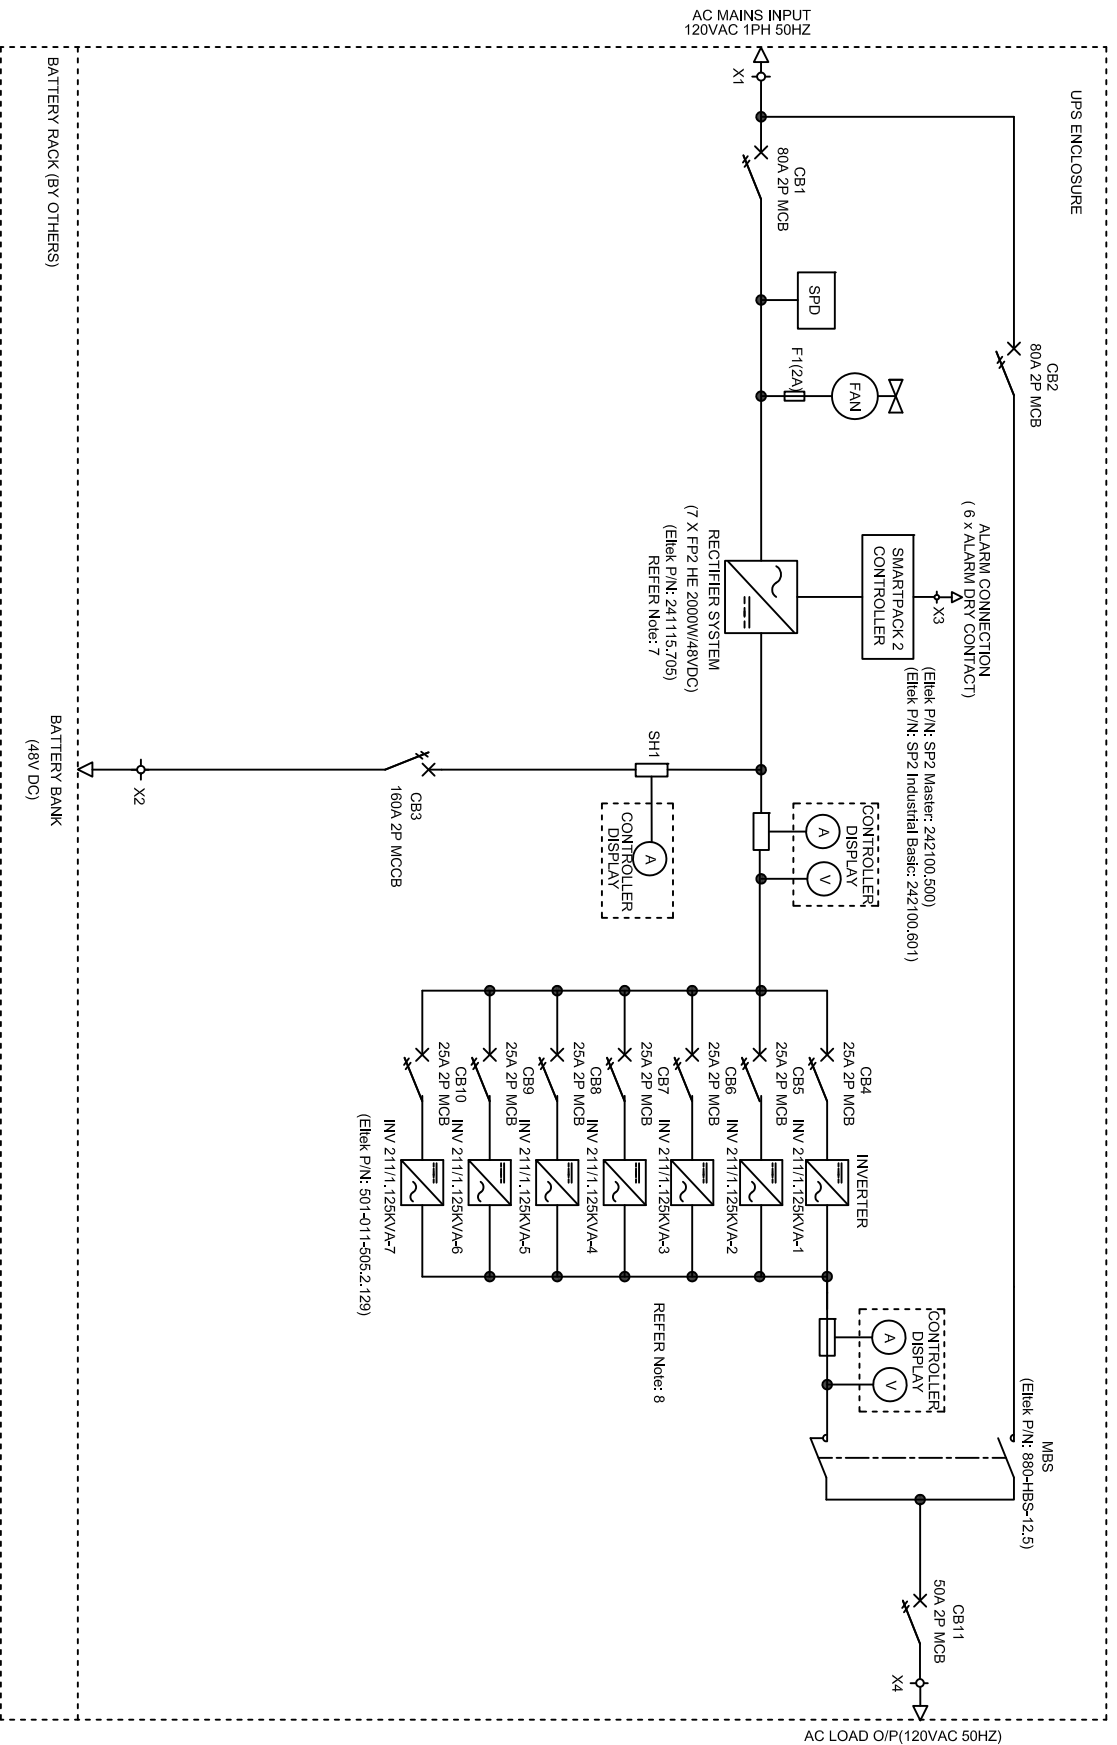 AC MAINS INPUT
120VAC 1PH 50HZ
UPS ENCLOSURE
BATTERY RACK (BY OTHERS)
X1
CB1
80A 2P MCB
CB2
80A 2P MCB
SPD
F1(2A)
FAN
ALARM CONNECTION
( 6 x ALARM DRY CONTACT)
X3
SMARTPACK 2
CONTROLLER
(Eltek P/N: SP2 Master: 242100.500)
(Eltek P/N: SP2 Industrial Basic: 242100.601)
RECTIFIER SYSTEM
(7 X FP2 HE 2000W/48VDC)
(Eltek P/N: 241115.705)
REFER Note: 7
SH1
A
CONTROLLER
DISPLAY
CONTROLLER
DISPLAY
A
V
CB3
160A 2P MCCB
X2
BATTERY BANK
(48V DC)
CB4
25A 2P MCB
CB5
25A 2P MCB
CB6
25A 2P MCB
CB7
25A 2P MCB
CB8
25A 2P MCB
CB9
25A 2P MCB
CB10
25A 2P MCB
INVERTER
INV 211/1.125KVA-1
INV 211/1.125KVA-2
INV 211/1.125KVA-3
INV 211/1.125KVA-4
INV 211/1.125KVA-5
INV 211/1.125KVA-6
INV 211/1.125KVA-7
(Eltek P/N: 501-011-505.2.129)
REFER Note: 8
CONTROLLER
DISPLAY
A
V
MBS
(Eltek P/N: 880-HBS-12.5)
CB11
50A 2P MCB
X4
AC LOAD O/P(120VAC 50HZ)